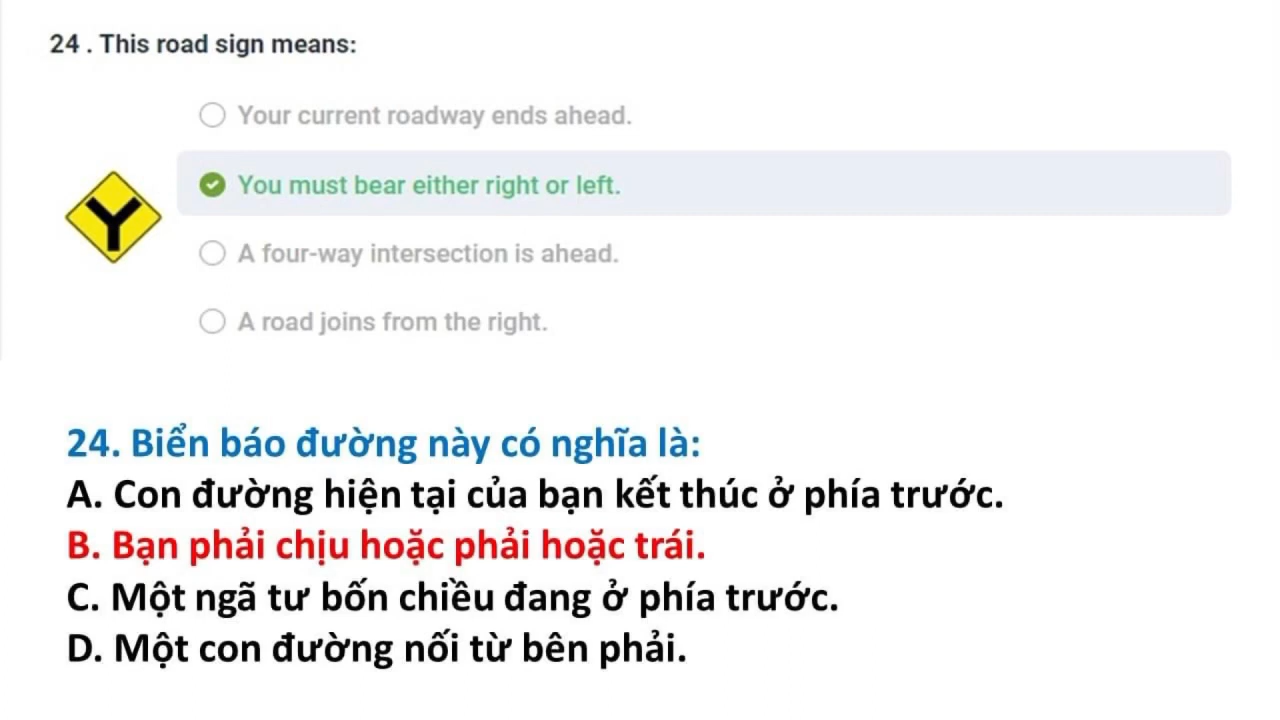 24 . This road sign means:
Your current roadway ends ahead.
You must bear either right or left.
A four-way intersection is ahead.
A road joins from the right.
24. Biển báo đường này có nghĩa là:
A. Con đường hiện tại của bạn kết thúc ở phía trước.
B. Bạn phải chịu hoặc phải hoặc trái.
C. Một ngã tư bốn chiều đang ở phía trước.
D. Một con đường nối từ bên phải.